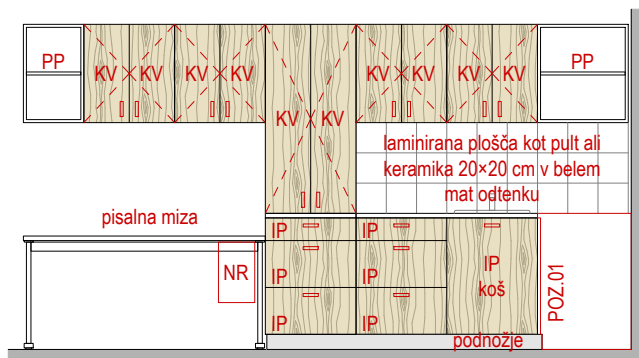 PP
KV KV KV KV KV KV KV KV
PP
KV KV
laminirana plošča kot pult ali
keramika 20×20 cm v belem
mat odtenku
pisalna miza
IP IP
NR
IP IP
IP
koš
IP IP
POZ.01
podnožje